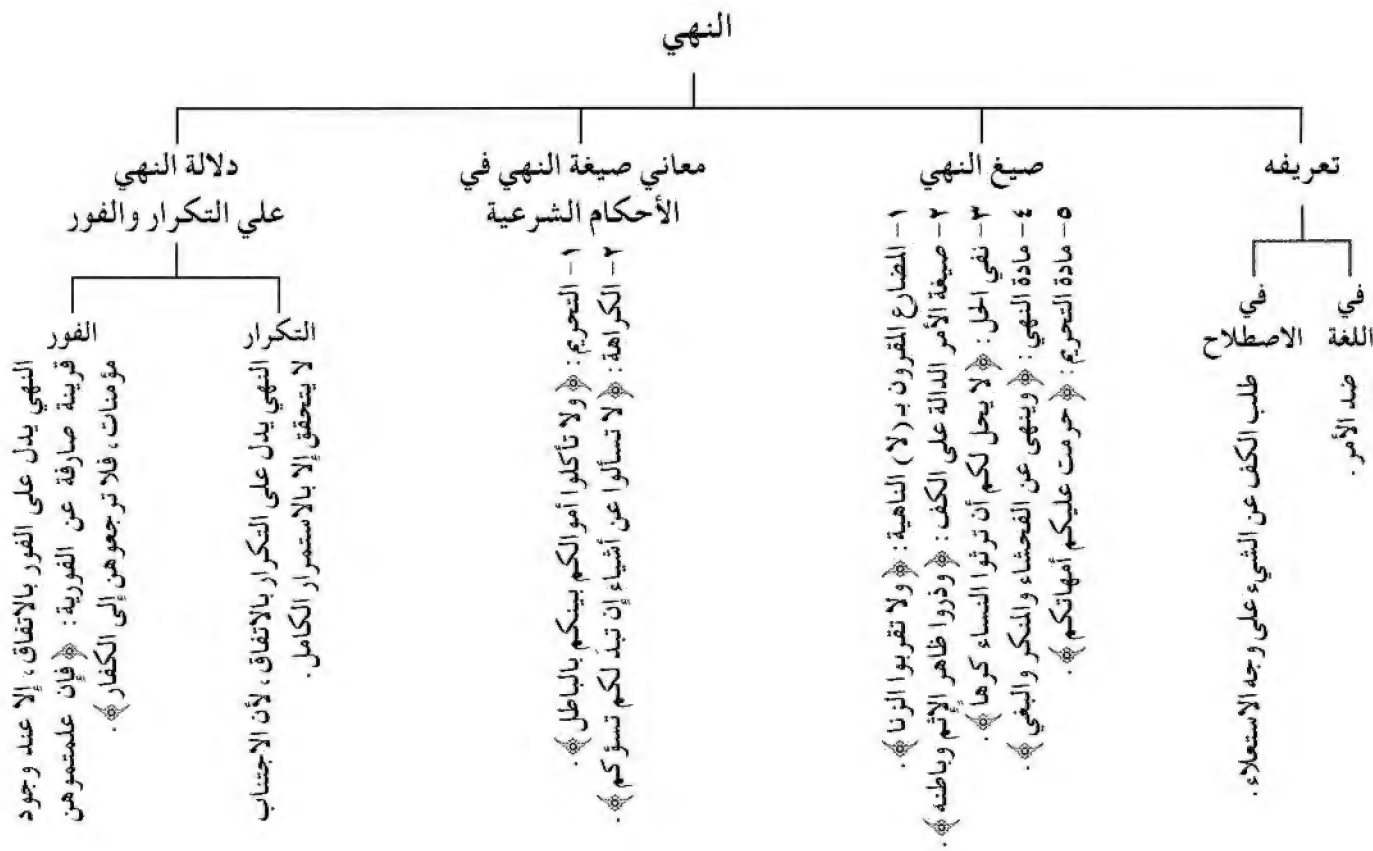 النهي
تعريفه
في
اللغة
ضد الأمر .
في
الاصطلاح
طلب الكف عن الشيء على وجه الاستعلاء .
صيغ النهي
١ – المضارع المقرون بـ (لا) الناهية : ﴿ ولا تقربوا الزنا ﴾ .
٢ – صيغة الأمر الدالة على الكف : ﴿ وذروا ظاهر الإثم وباطنه ﴾ .
٣ – نفي الحل : ﴿ لا يحل لكم أن ترثوا النساء كرها ﴾ .
٤ – مادة النهي : ﴿ وينهى عن الفحشاء والمنكر والبغي ﴾ .
٥ – مادة التحريم : ﴿ حرمت عليكم أمهاتكم ﴾ .
معاني صيغة النهي في
الأحكام الشرعية
١ – التحريم : ﴿ ولا تأكلوا أموالكم بينكم بالباطل ﴾ .
٢ – الكراهة : ﴿ لا تسألوا عن أشياء إن تبدَ لكم تسؤكم ﴾ .
دلالة النهي
علي التكرار والفور
التكرار
النهي يدل على التكرار بالاتفاق ، لأن الاجتناب
لا يتحقق إلا بالاستمرار الكامل .
الفور
النهي يدل على الفور بالاتفاق ، إلا عند وجود
قرينة صارفة عن الفورية : ﴿ فإن علمتموهن
مؤمنات ، فلا ترجعوهن إلى الكفار ﴾ .